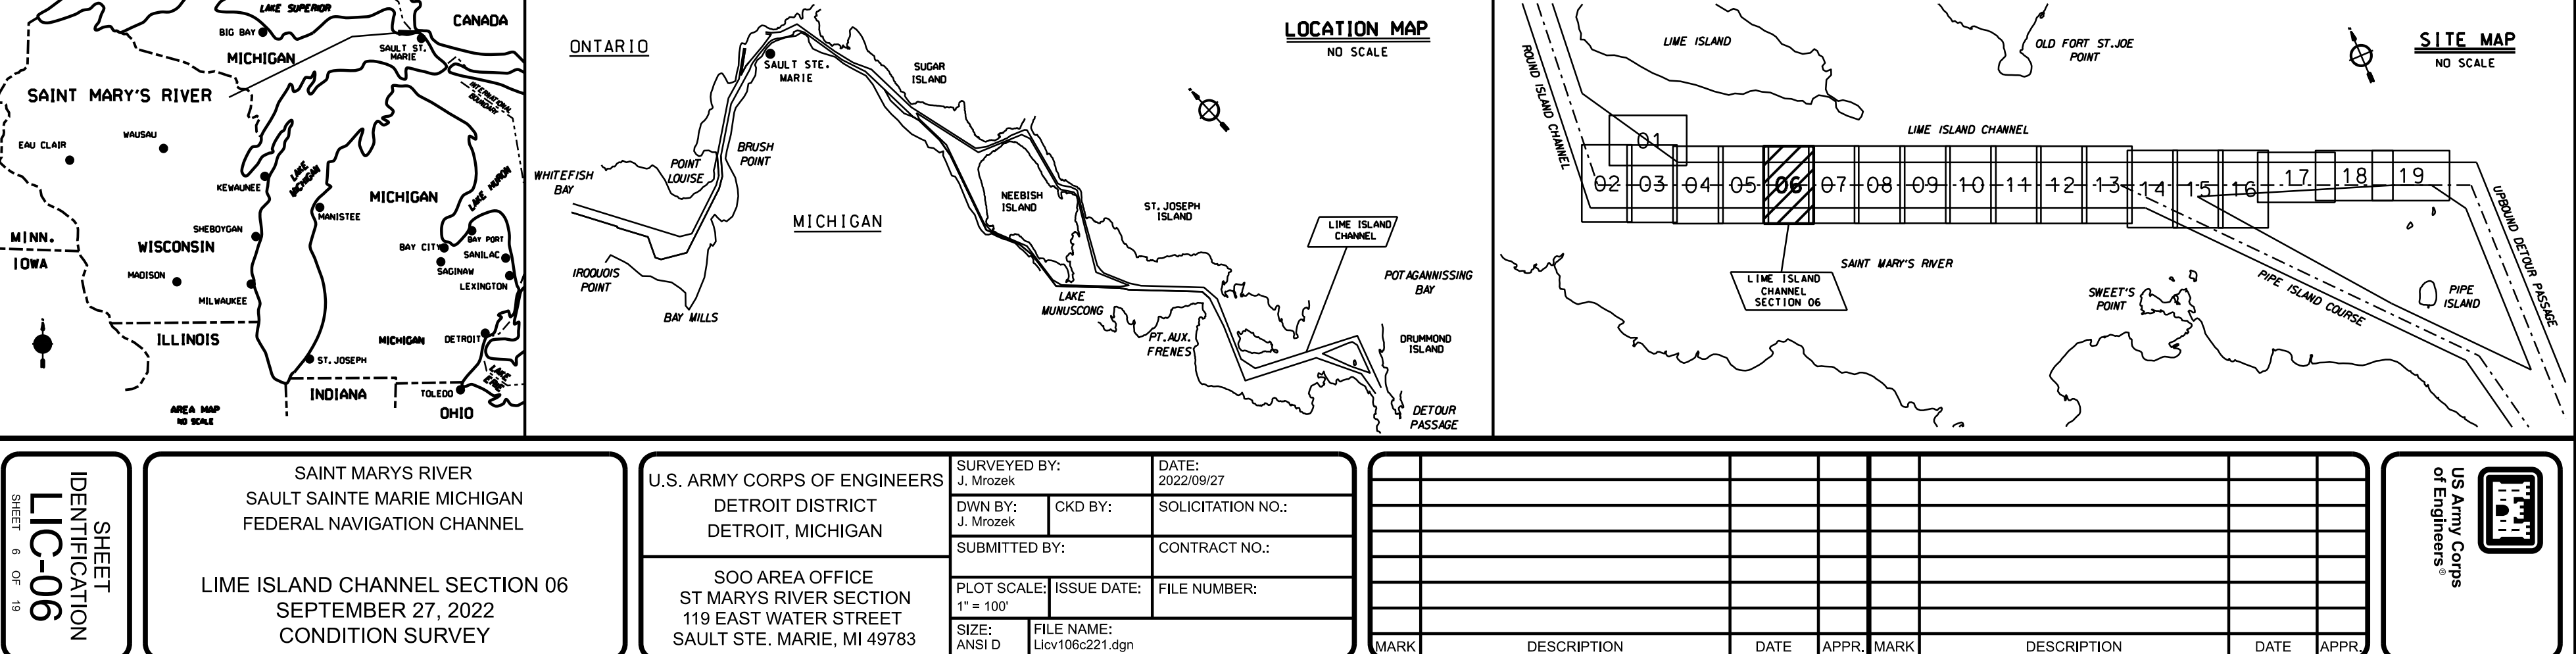 LAKE SUPERIOR
CANADA
BIG BAY
MICHIGAN
SAULT ST.
MARIE
SAINT MARY'S RIVER
INTERNATIONAL
BOUNDARY
WAUSAU
EAU CLAIR
LAKE
MICHIGAN
KEWAUNEE
MICHIGAN
LAKE HURON
MANISTEE
SHEBOYGAN
MINN.
WISCONSIN
BAY CITY
BAY PORT
IOWA
SANILAC
MADISON
SAGINAW
LEXINGTON
MILWAUKEE
ILLINOIS
MICHIGAN
DETROIT
ST. JOSEPH
LAKE
ERIE
INDIANA
TOLEDO
OHIO
AREA MAP
NO SCALE
ONTARIO
LOCATION MAP
NO SCALE
SAULT STE.
MARIE
SUGAR
ISLAND
BRUSH
POINT
POINT
LOUISE
WHITEFISH
BAY
NEEBISH
ISLAND
ST. JOSEPH
ISLAND
MICHIGAN
LIME ISLAND
CHANNEL
IROQUOIS
POINT
POTAGANNISSING
BAY
LAKE
MUNUSCONG
BAY MILLS
PT. AUX.
FRENES
DRUMMOND
ISLAND
DETOUR
PASSAGE
ROUND ISLAND CHANNEL
LIME ISLAND
OLD FORT ST.JOE
POINT
SITE MAP
NO SCALE
LIME ISLAND CHANNEL
01
02 03 04 05 06 07 08 09 10 11 12 13 14 15 16 17 18 19
SAINT MARY'S RIVER
LIME ISLAND
CHANNEL
SECTION 06
UPBOUND DETOUR PASSAGE
PIPE ISLAND COURSE
SWEET'S
POINT
PIPE
ISLAND
SHEET
IDENTIFICATION
LIC-06
SHEET 6 OF 19
SAINT MARYS RIVER
SAULT SAINTE MARIE MICHIGAN
FEDERAL NAVIGATION CHANNEL
LIME ISLAND CHANNEL SECTION 06
SEPTEMBER 27, 2022
CONDITION SURVEY
U.S. ARMY CORPS OF ENGINEERS
DETROIT DISTRICT
DETROIT, MICHIGAN
SOO AREA OFFICE
ST MARYS RIVER SECTION
119 EAST WATER STREET
SAULT STE. MARIE, MI 49783
SURVEYED BY:
J. Mrozek
DATE:
2022/09/27
DWN BY:
J. Mrozek
CKD BY:
SOLICITATION NO.:
SUBMITTED BY:
CONTRACT NO.:
PLOT SCALE:
1" = 100'
ISSUE DATE:
FILE NUMBER:
SIZE:
ANSI D
FILE NAME:
Licv106c221.dgn
MARK DESCRIPTION DATE APPR. MARK DESCRIPTION DATE APPR.
US Army Corps
of Engineers®